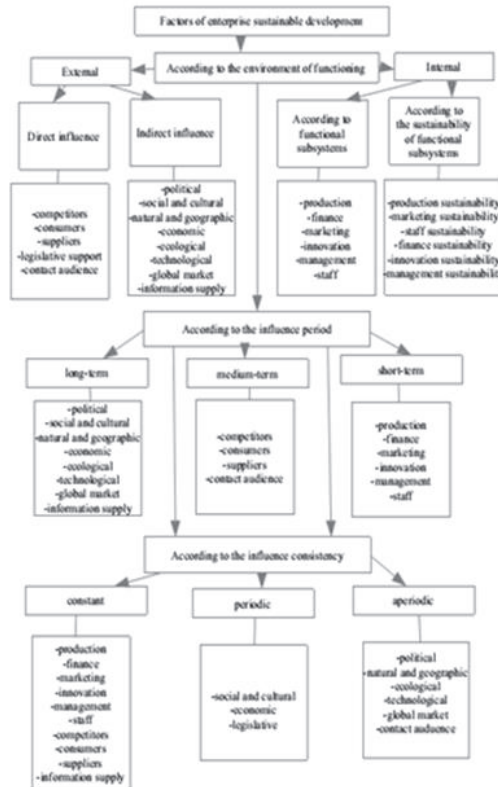 Factors of enterprise sustainable development
According to the environment of functioning
External
Internal
Direct influence
Indirect influence
According to
functional
subsystems
According to
the sustainability
of functional
subsystems
-competitors
-consumers
-suppliers
-legislative support
-contact audience
-political
-social and cultural
-natural and geographic
-economic
-ecological
-technological
-global market
-information supply
-production
-finance
-marketing
-innovation
-management
-staff
-production sustainability
-marketing sustainability
-staff sustainability
-finance sustainability
-innovation sustainability
-management sustainabilit
According to the influence period
long-term
medium-term
short-term
-political
-social and cultural
-natural and geographic
-economic
-ecological
-technological
-global market
-information supply
-competitors
-consumers
-suppliers
-contact audience
-production
-finance
-marketing
-innovation
-management
-staff
According to the influence consistency
constant
periodic
aperiodic
-production
-finance
-marketing
-innovation
-management
-staff
-competitors
-consumers
-suppliers
-information supply
-social and cultural
-economic
-legislative
-political
-natural and geographic
-ecological
-technological
-global market
-contact auduence